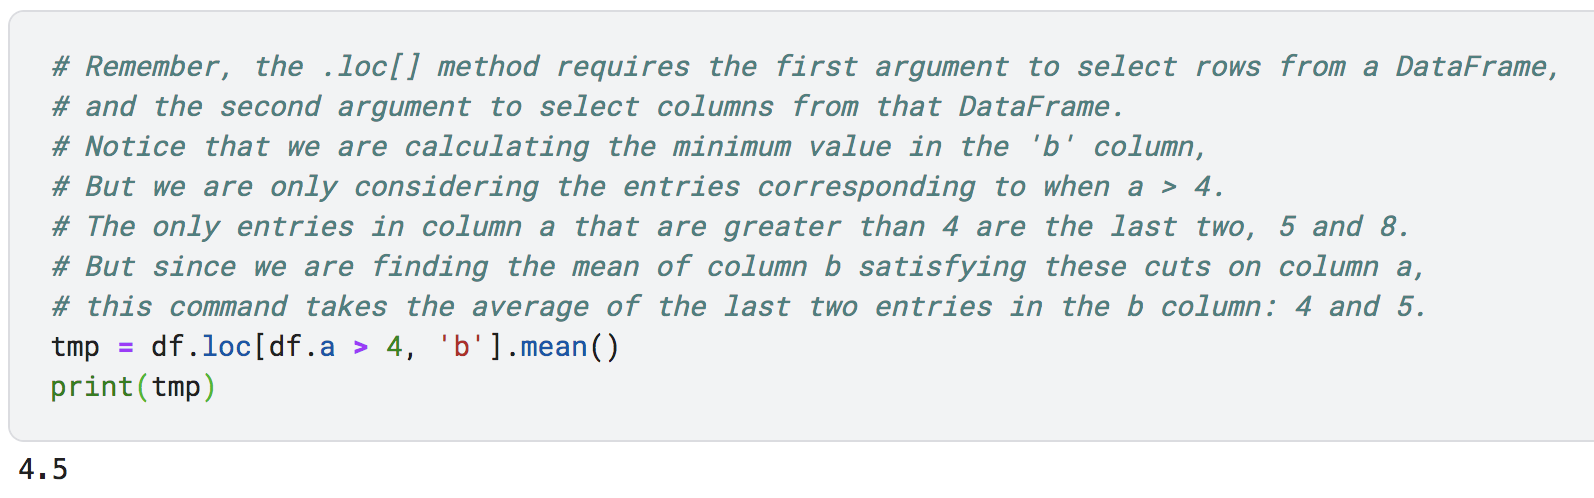 # Remember, the .loc[] method requires the first argument to select rows from a DataFrame,
# and the second argument to select columns from that DataFrame.
# Notice that we are calculating the minimum value in the 'b' column,
# But we are only considering the entries corresponding to when a > 4.
# The only entries in column a that are greater than 4 are the last two, 5 and 8.
# But since we are finding the mean of column b satisfying these cuts on column a,
# this command takes the average of the last two entries in the b column: 4 and 5.
tmp = df.loc[df.a > 4, 'b'].mean()
print(tmp)
4.5